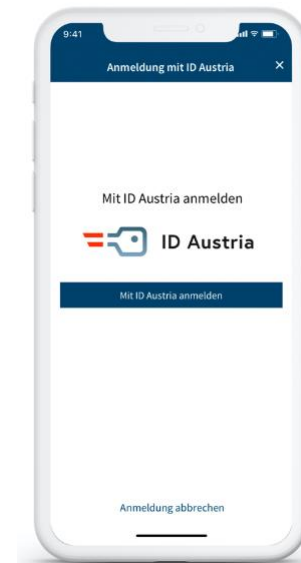 9:41
Anmeldung mit ID Austria ×
Mit ID Austria anmelden
ID Austria
Mit ID Austria anmelden
Anmeldung abbrechen